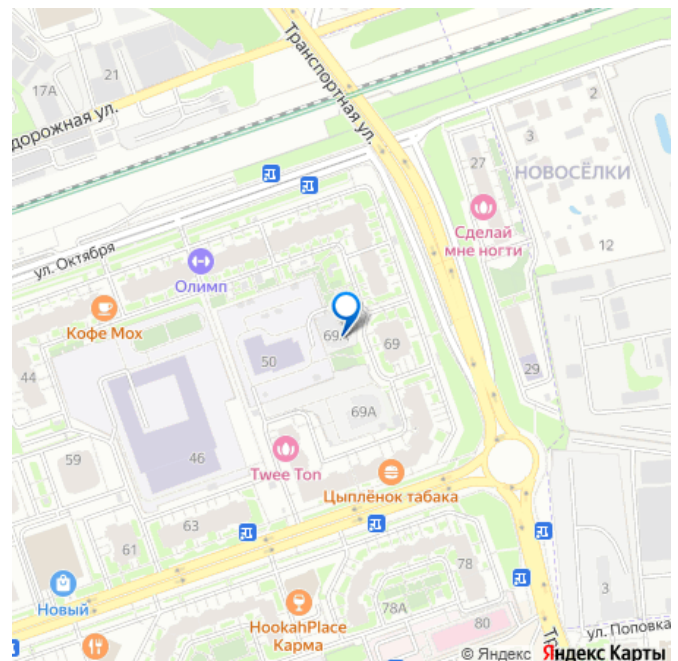 Транспортная ул.
21
17А
дорожная ул.
2
3
27
НОВОСЁЛКИ
Сделай
мне ногти
12
ул. Октября
Олимп
Кофе Мох
69А
69
50
44
29
69А
59
46
Twee Ton
Цыплёнок табака
63
61
78
Новый
78А
HookahPlace
Карма
80
3
ул. Поповка
Тр
© Яндекс Яндекс Карты